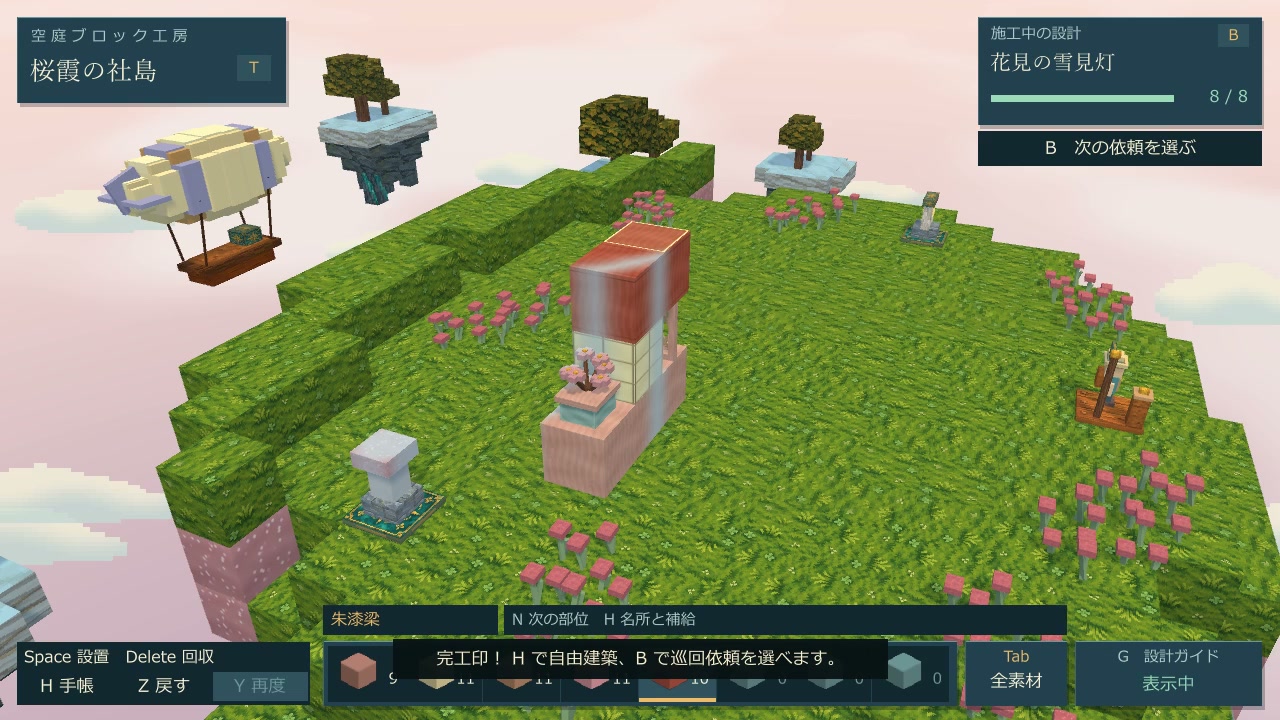 空庭ブロック工房
桜霞の社島
T
施工中の設計
B
花見の雪見灯
8 / 8
B 次の依頼を選ぶ
朱漆梁
N 次の部位 H 名所と補給
Space 設置 Delete 回収
H 手帳 Z 戻す Y 再度
完工印！ H で自由建築、B で巡回依頼を選べます。
9 11 11 11 10 0 0 0
Tab
全素材
G 設計ガイド
表示中